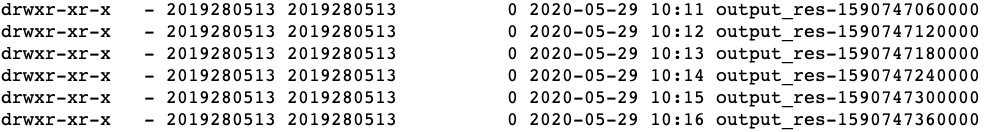 drwxr-xr-x   - 2019280513 2019280513          0 2020-05-29 10:11 output_res-1590747060000
drwxr-xr-x   - 2019280513 2019280513          0 2020-05-29 10:12 output_res-1590747120000
drwxr-xr-x   - 2019280513 2019280513          0 2020-05-29 10:13 output_res-1590747180000
drwxr-xr-x   - 2019280513 2019280513          0 2020-05-29 10:14 output_res-1590747240000
drwxr-xr-x   - 2019280513 2019280513          0 2020-05-29 10:15 output_res-1590747300000
drwxr-xr-x   - 2019280513 2019280513          0 2020-05-29 10:16 output_res-1590747360000